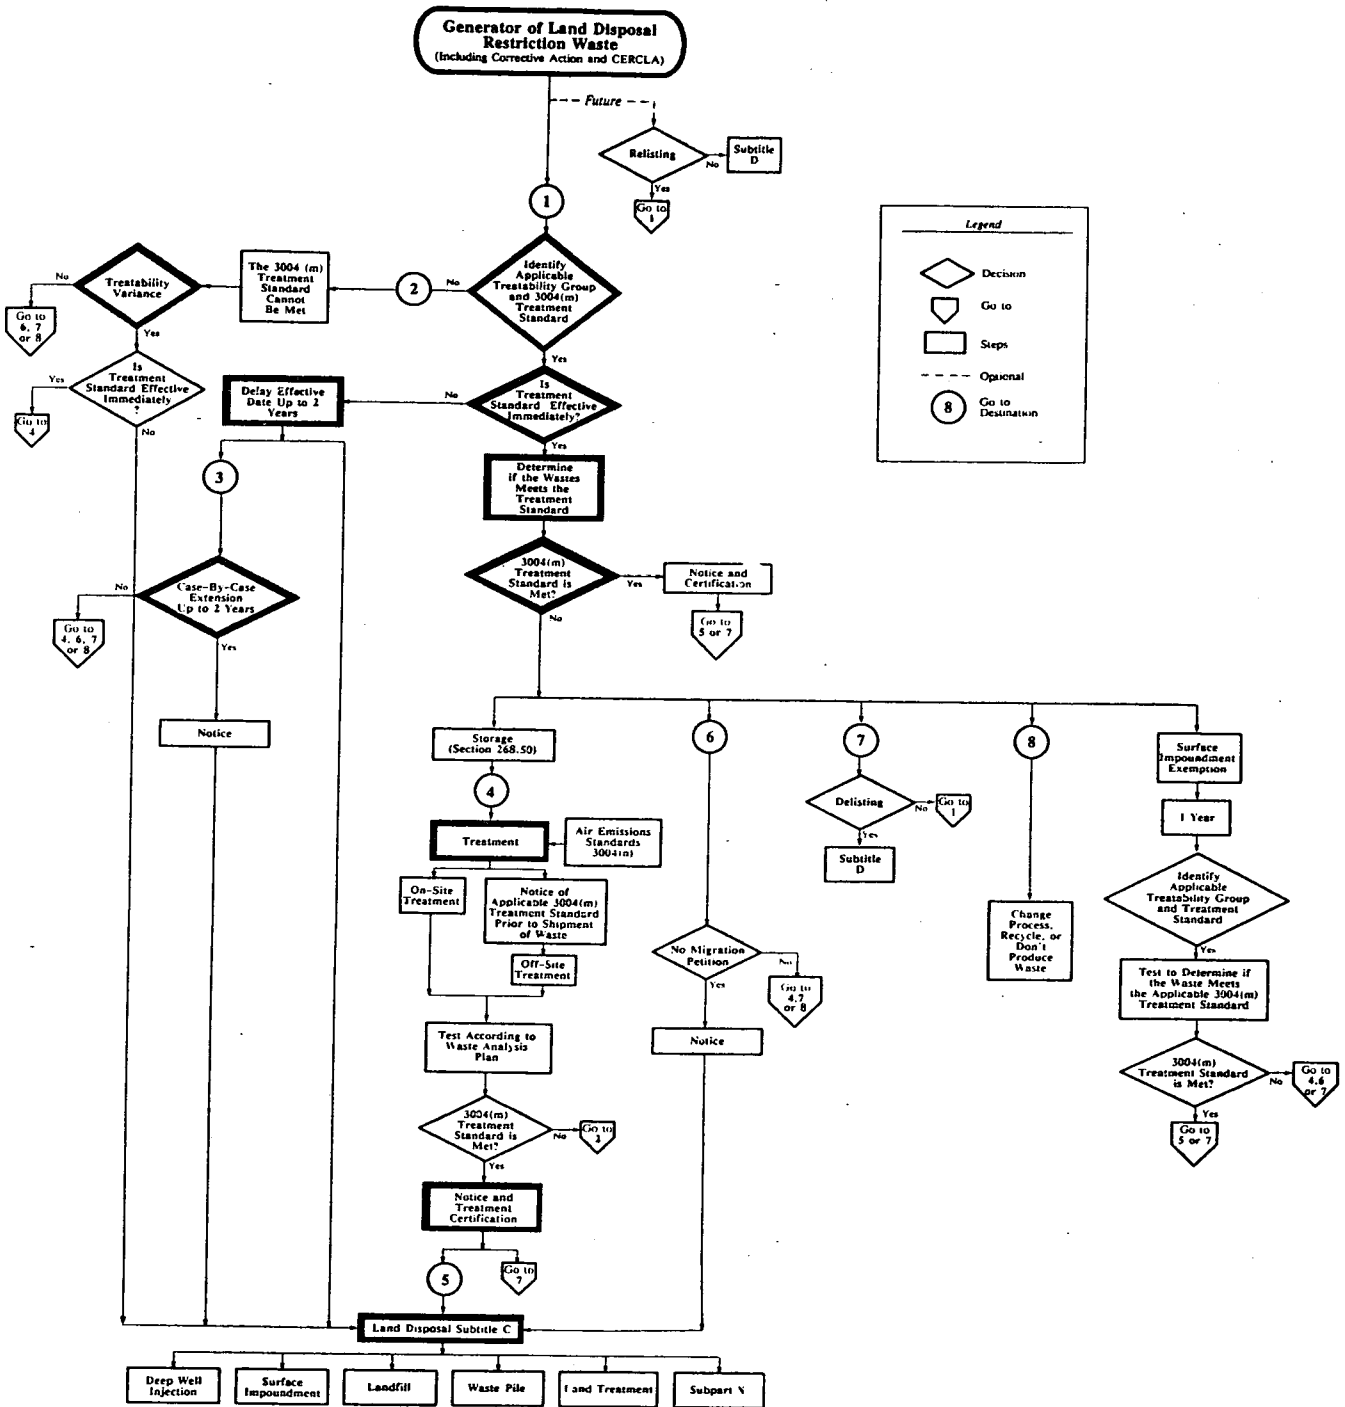 Generator of Land Disposal
Restriction Waste
(Including Corrective Action and CERCLA)
Future
Relisting
No
Subtitle
D
Yes
Go to
1
1
Legend
Decision
Go to
Steps
Optional
8
Go to
Destination
Identify
Applicable
Treatability Group
and 3004(m)
Treatment
Standard
No
2
The 3004 (m)
Treatment
Standard
Cannot
Be Met
Treatability
Variance
No
Go to
6, 7
or 8
Yes
Is
Treatment
Standard Effective
Immediately
?
Yes
Go to
4
No
Yes
Is
Treatment
Standard Effective
Immediately?
No
Delay Effective
Date Up to 2
Years
3
Case-By-Case
Extension
Up to 2 Years
No
Go to
4, 6, 7
or 8
Yes
Notice
Yes
Determine
if the Wastes
Meets the
Treatment
Standard
3004(m)
Treatment
Standard is
Met?
Yes
Notice and
Certification
Go to
5 or 7
No
Storage
(Section 268.50)
4
Treatment
Air Emissions
Standards
3004(n)
On-Site
Treatment
Notice of
Applicable 3004(m)
Treatment Standard
Prior to Shipment
of Waste
Off-Site
Treatment
Test According to
Waste Analysis
Plan
3004(m)
Treatment
Standard is
Met?
No
Go to
Yes
Notice and
Treatment
Certification
5
Go to
7
6
No Migration
Petition
No
Go to
4,7
or 8
Yes
Notice
7
Delisting
No
Go to
1
Yes
Subtitle
D
8
Change
Process,
Recycle, or
Don't
Produce
Waste
Surface
Impoundment
Exemption
1 Year
Identify
Applicable
Treatability Group
and Treatment
Standard
Yes
Test to Determine if
the Waste Meets
the Applicable 3004(m)
Treatment Standard
3004(m)
Treatment Standard
is Met?
No
Go to
4,6
or 7
Yes
Go to
5 or 7
Land Disposal Subtitle C
Deep Well
Injection
Surface
Impoundment
Landfill
Waste Pile
Land Treatment
Subpart X